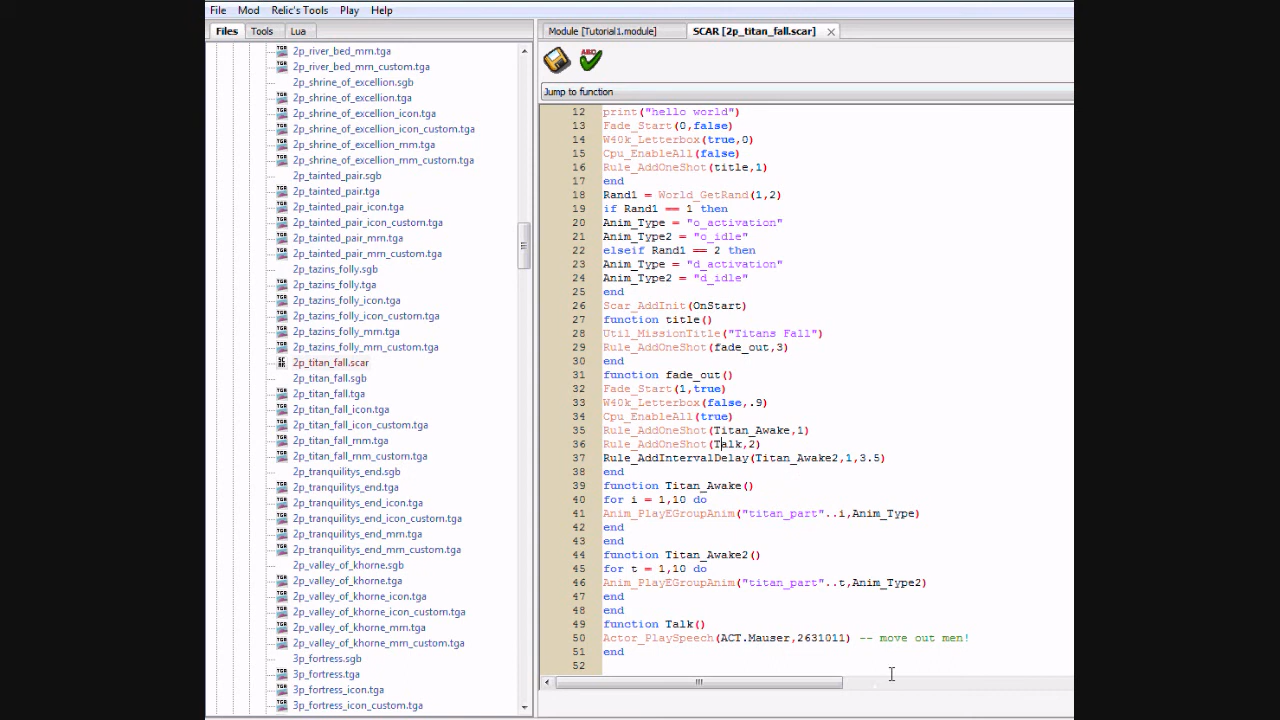 File Mod Relic's Tools Play Help
Files Tools Lua
2p_river_bed_mm.tga
2p_river_bed_mm_custom.tga
2p_shrine_of_excellion.sgb
2p_shrine_of_excellion.tga
2p_shrine_of_excellion_icon.tga
2p_shrine_of_excellion_icon_custom.tga
2p_shrine_of_excellion_mm.tga
2p_shrine_of_excellion_mm_custom.tga
2p_tainted_pair.sgb
2p_tainted_pair.tga
2p_tainted_pair_icon.tga
2p_tainted_pair_icon_custom.tga
2p_tainted_pair_mm.tga
2p_tainted_pair_mm_custom.tga
2p_tazins_folly.sgb
2p_tazins_folly.tga
2p_tazins_folly_icon.tga
2p_tazins_folly_icon_custom.tga
2p_tazins_folly_mm.tga
2p_tazins_folly_mm_custom.tga
2p_titan_fall.scar
2p_titan_fall.sgb
2p_titan_fall.tga
2p_titan_fall_icon.tga
2p_titan_fall_icon_custom.tga
2p_titan_fall_mm.tga
2p_titan_fall_mm_custom.tga
2p_tranquilitys_end.sgb
2p_tranquilitys_end.tga
2p_tranquilitys_end_icon.tga
2p_tranquilitys_end_icon_custom.tga
2p_tranquilitys_end_mm.tga
2p_tranquilitys_end_mm_custom.tga
2p_valley_of_khorne.sgb
2p_valley_of_khorne.tga
2p_valley_of_khorne_icon.tga
2p_valley_of_khorne_icon_custom.tga
2p_valley_of_khorne_mm.tga
2p_valley_of_khorne_mm_custom.tga
3p_fortress.sgb
3p_fortress.tga
3p_fortress_icon.tga
3p_fortress_icon_custom.tga
Module [Tutorial1.module] SCAR [2p_titan_fall.scar]
ABC
Jump to function
12 print("hello world")
13 Fade_Start(0,false)
14 W40k_Letterbox(true,0)
15 Cpu_EnableAll(false)
16 Rule_AddOneShot(title,1)
17 end
18 Rand1 = World_GetRand(1,2)
19 if Rand1 == 1 then
20 Anim_Type = "o_activation"
21 Anim_Type2 = "o_idle"
22 elseif Rand1 == 2 then
23 Anim_Type = "d_activation"
24 Anim_Type2 = "d_idle"
25 end
26 Scar_AddInit(OnStart)
27 function title()
28 Util_MissionTitle("Titans Fall")
29 Rule_AddOneShot(fade_out,3)
30 end
31 function fade_out()
32 Fade_Start(1,true)
33 W40k_Letterbox(false,.9)
34 Cpu_EnableAll(true)
35 Rule_AddOneShot(Titan_Awake,1)
36 Rule_AddOneShot(Talk,2)
37 Rule_AddIntervalDelay(Titan_Awake2,1,3.5)
38 end
39 function Titan_Awake()
40 for i = 1,10 do
41 Anim_PlayEGroupAnim("titan_part"..i,Anim_Type)
42 end
43 end
44 function Titan_Awake2()
45 for t = 1,10 do
46 Anim_PlayEGroupAnim("titan_part"..t,Anim_Type2)
47 end
48 end
49 function Talk()
50 Actor_PlaySpeech(ACT.Mauser,2631011) -- move out men!
51 end
52